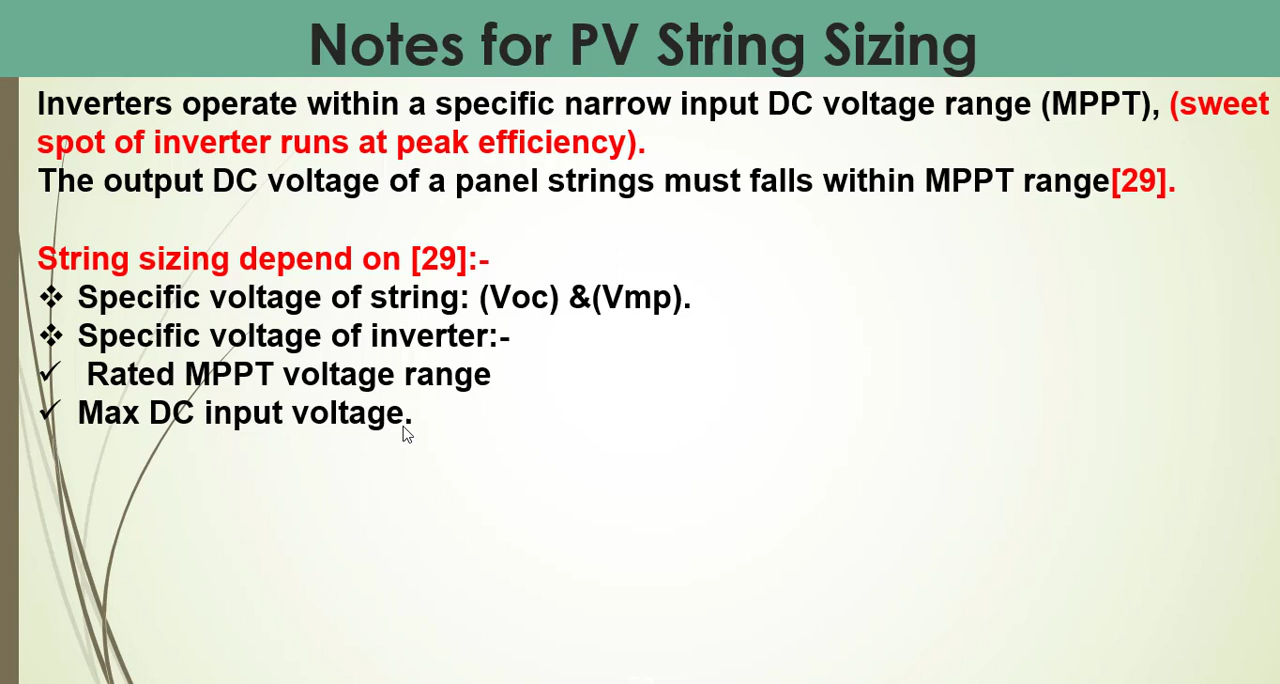 Notes for PV String Sizing
Inverters operate within a specific narrow input DC voltage range (MPPT), (sweet
spot of inverter runs at peak efficiency).
The output DC voltage of a panel strings must falls within MPPT range[29].
String sizing depend on [29]:-
❖ Specific voltage of string: (Voc) &(Vmp).
❖ Specific voltage of inverter:-
✓ Rated MPPT voltage range
✓ Max DC input voltage.